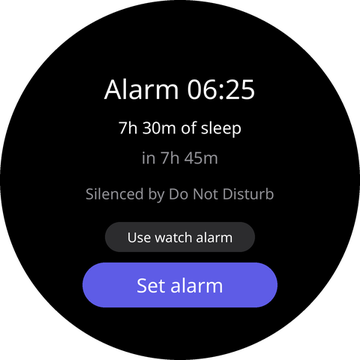 Alarm 06:25
7h 30m of sleep
in 7h 45m
Silenced by Do Not Disturb
Use watch alarm
Set alarm